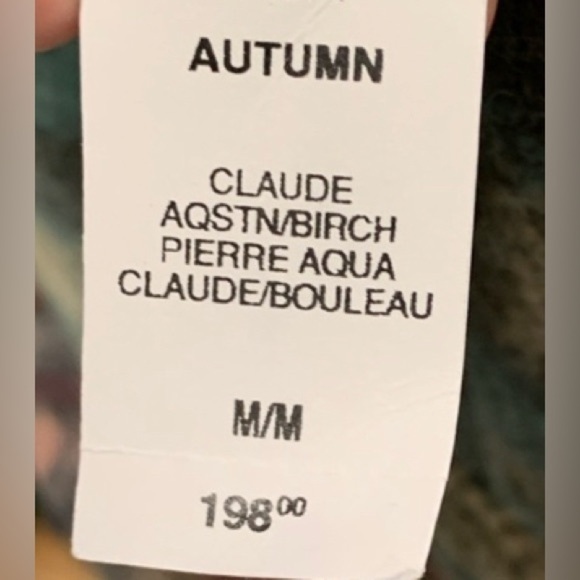 AUTUMN
CLAUDE
AQSTN/BIRCH
PIERRE AQUA
CLAUDE/BOULEAU
M/M
198⁰⁰